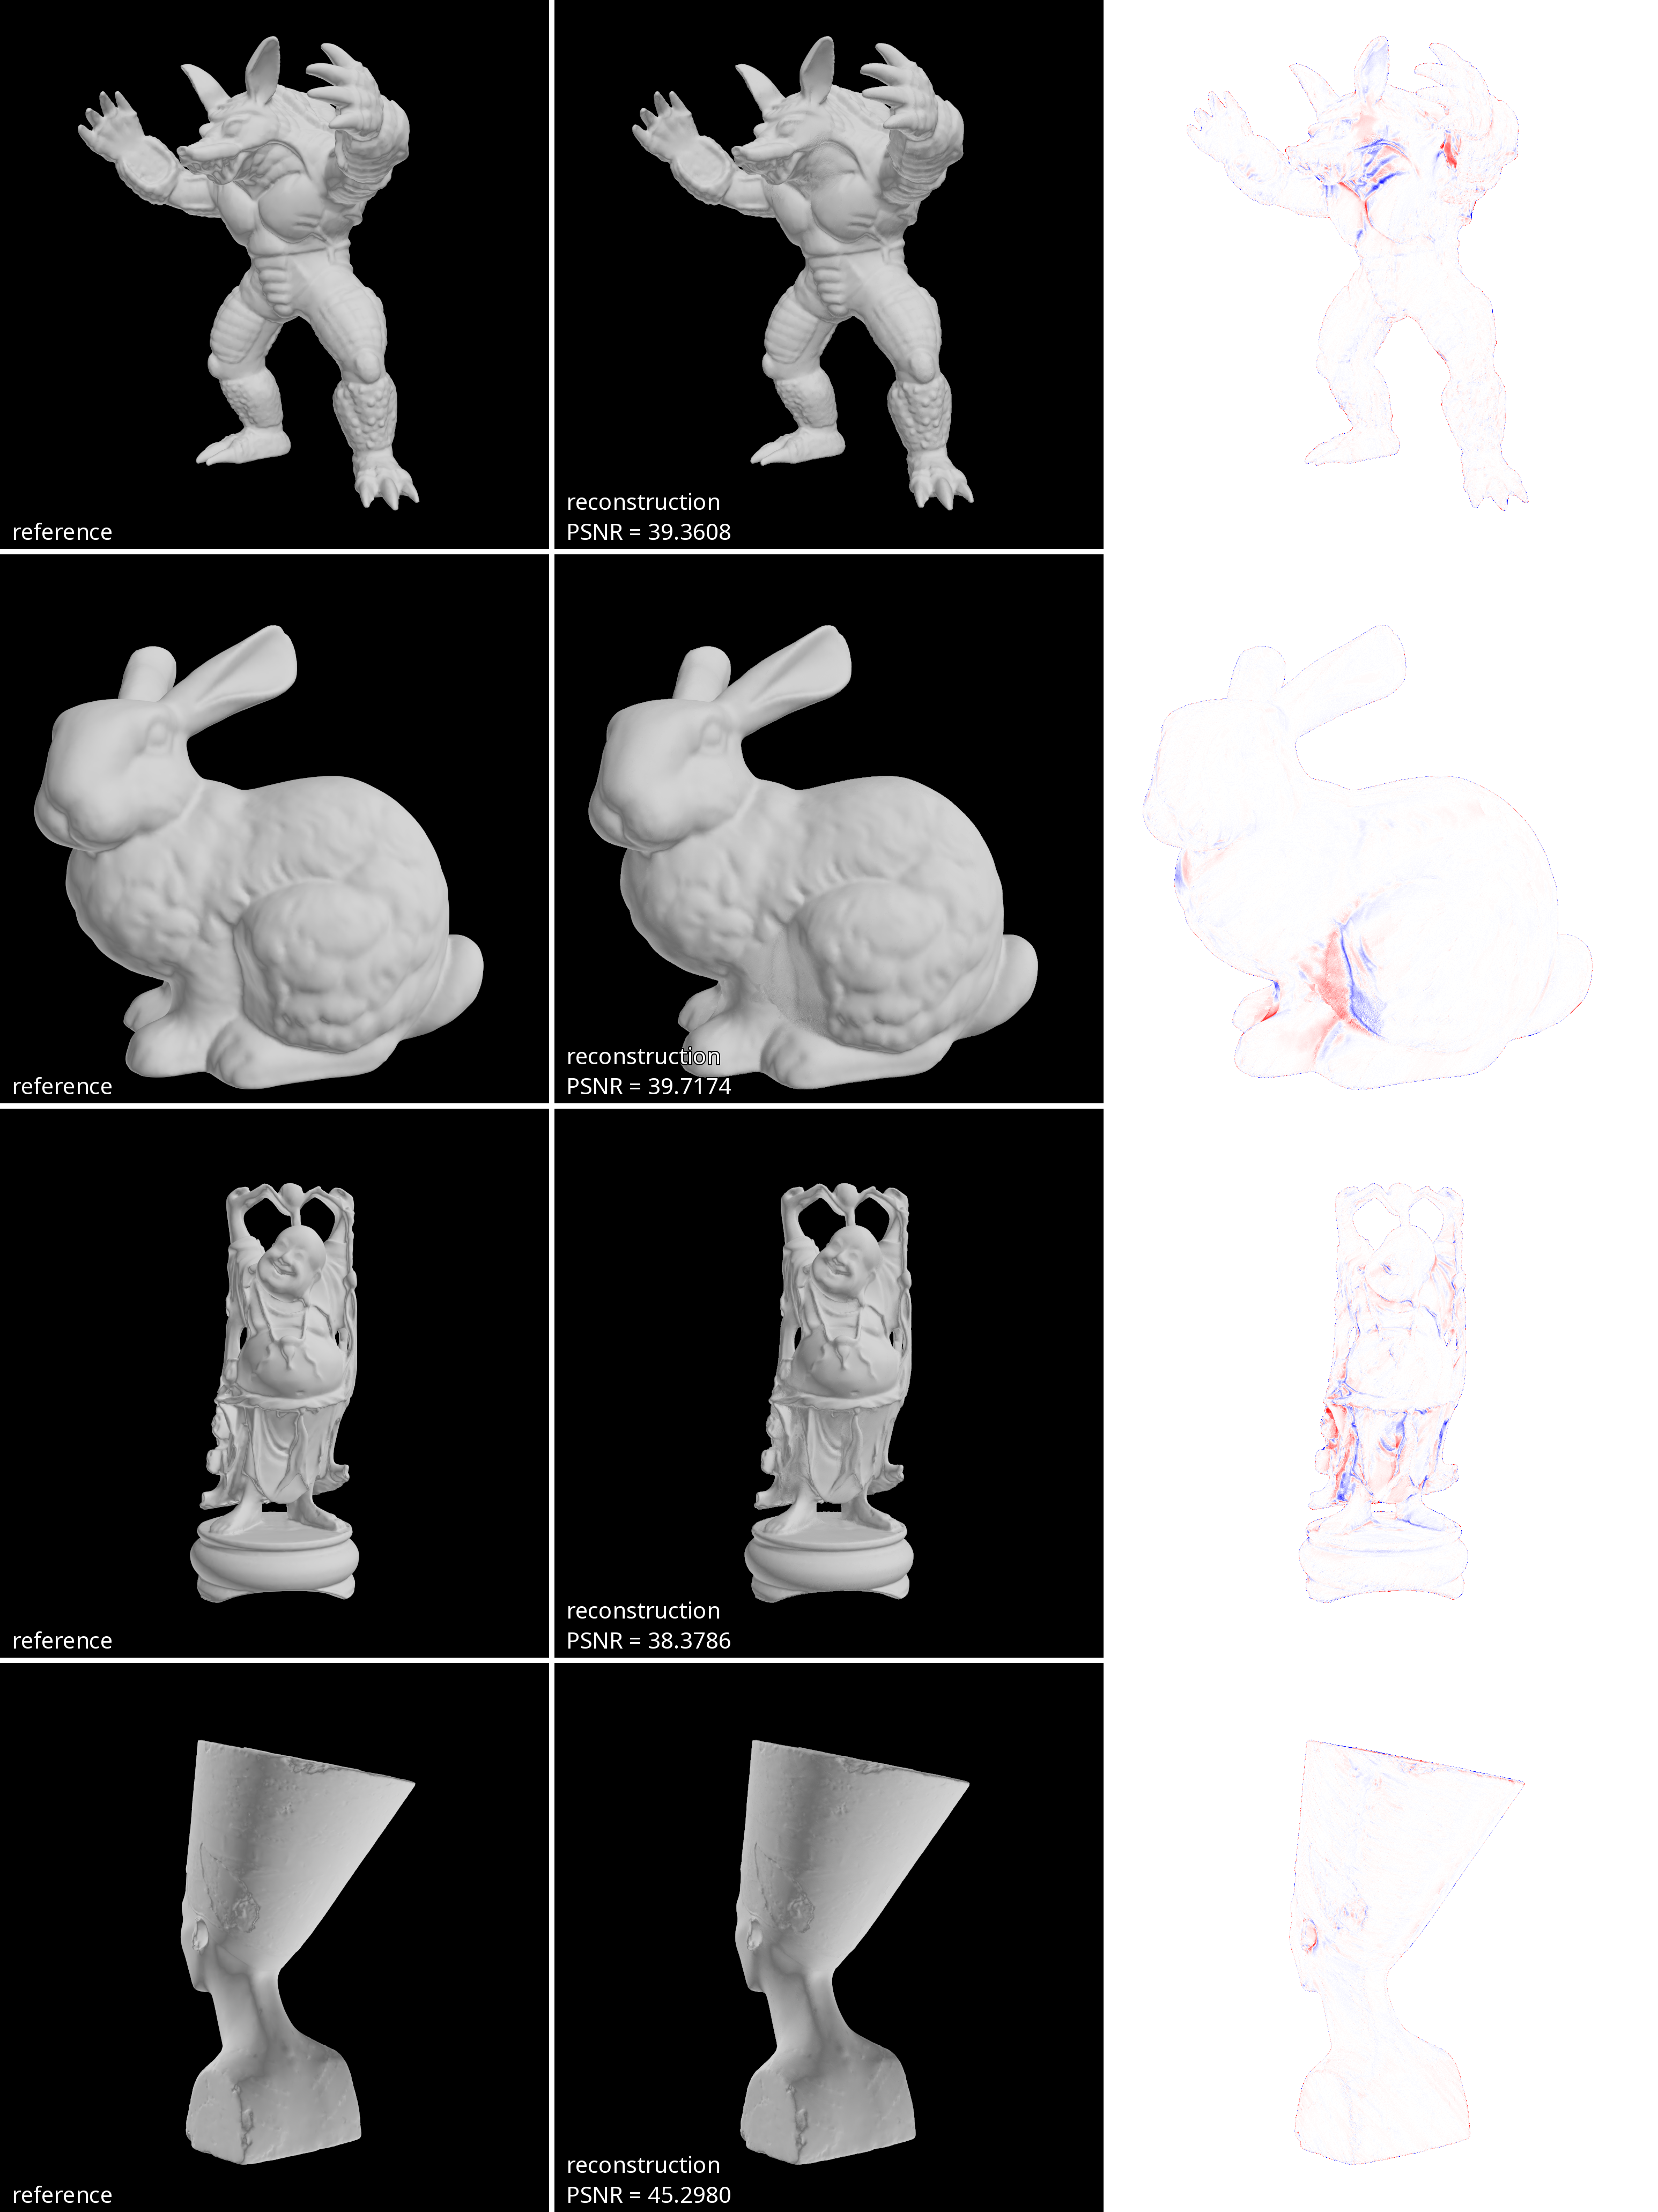 reference
reconstruction
PSNR = 39.3608
reference
reconstruction
PSNR = 39.7174
reference
reconstruction
PSNR = 38.3786
reference
reconstruction
PSNR = 45.2980